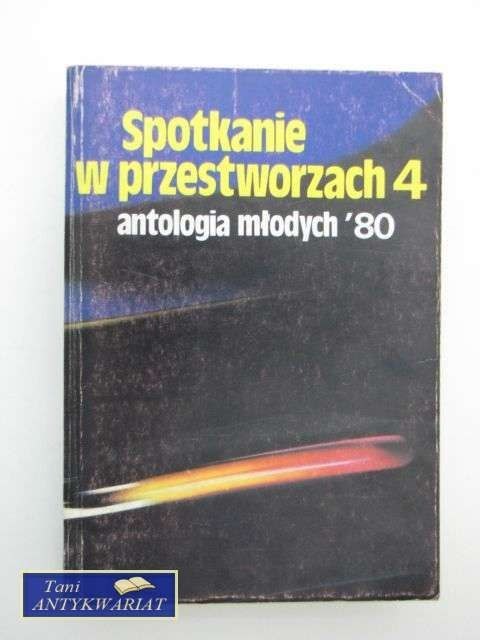 Spotkanie
w przestworzach 4
antologia młodych '80
Tani
ANTYKWARIAT